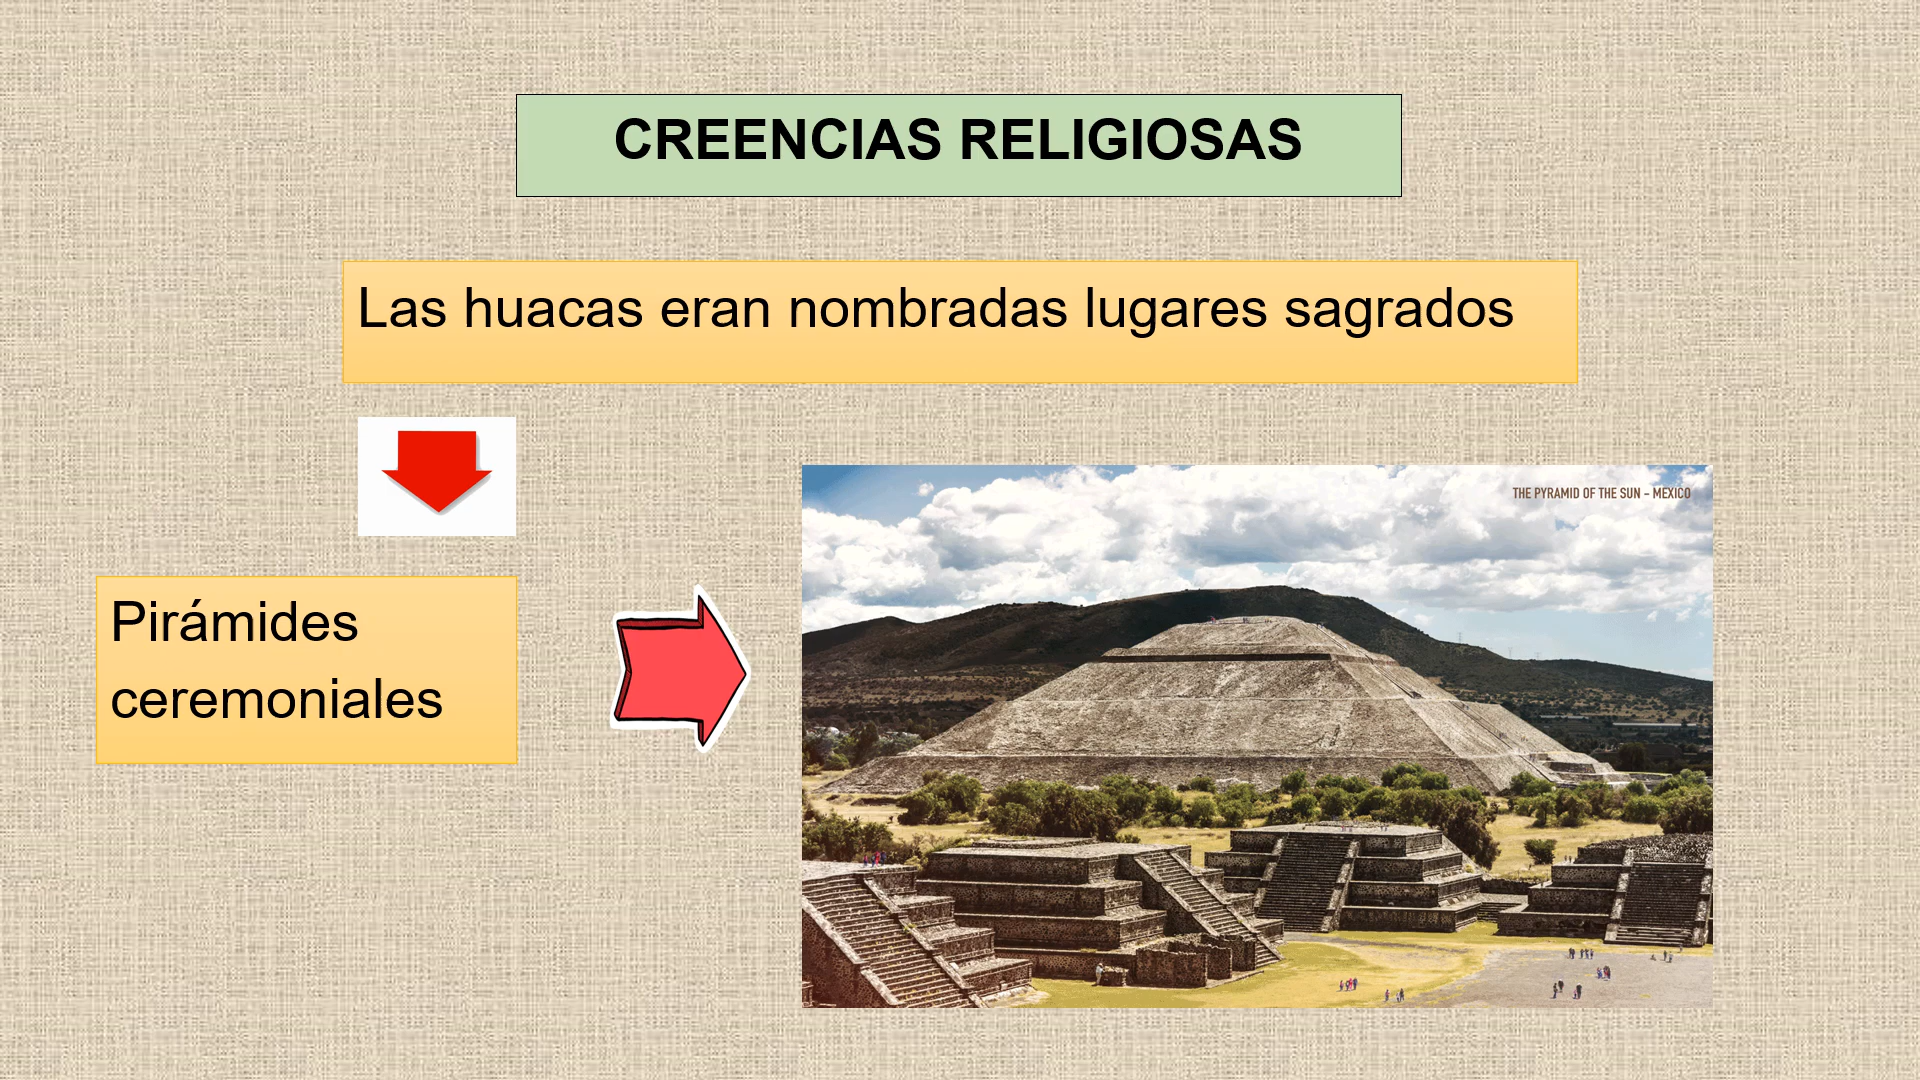 CREENCIAS RELIGIOSAS
Las huacas eran nombradas lugares sagrados
Pirámides
ceremoniales
THE PYRAMID OF THE SUN - MEXICO